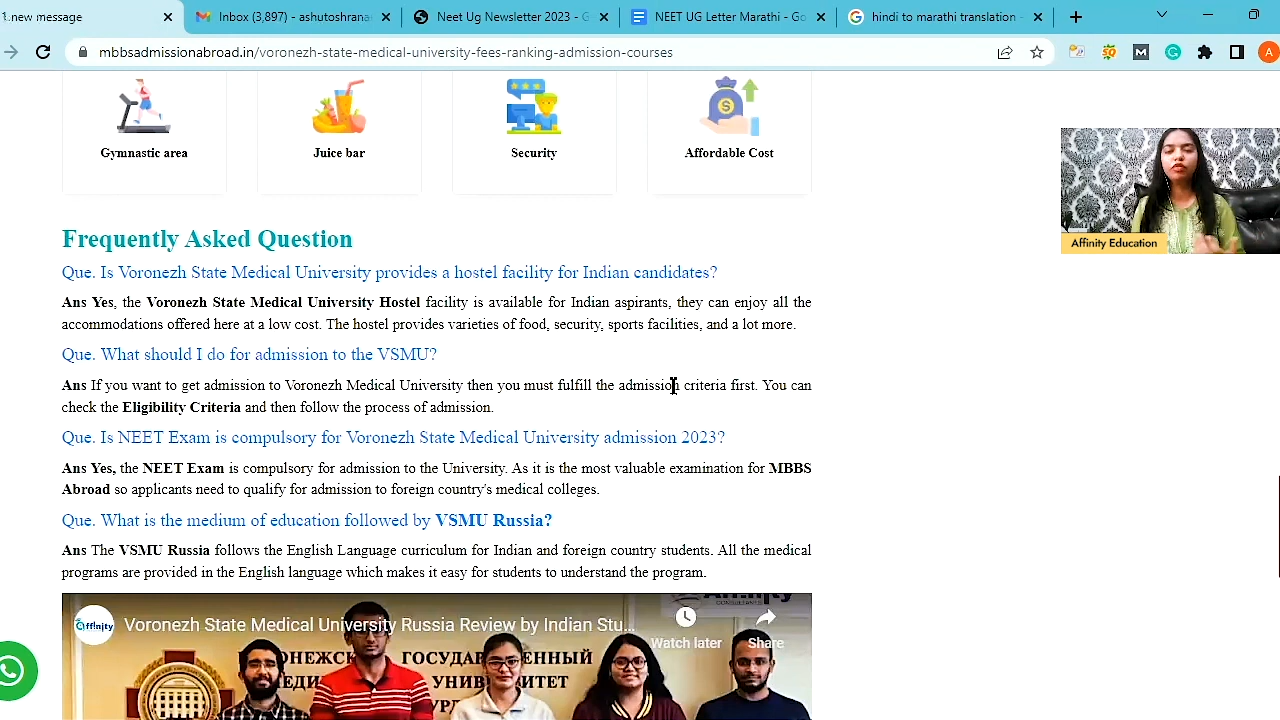 1.new message
Inbox (3,897) - ashutoshrana
Neet Ug Newsletter 2023 - G
NEET UG Letter Marathi - Go
hindi to marathi translation -
mbbsadmissionabroad.in/voronezh-state-medical-university-fees-ranking-admission-courses
A
Gymnastic area
Juice bar
Security
Affordable Cost
Affinity Education
Frequently Asked Question
Que. Is Voronezh State Medical University provides a hostel facility for Indian candidates?
Ans Yes, the Voronezh State Medical University Hostel facility is available for Indian aspirants, they can enjoy all the
accommodations offered here at a low cost. The hostel provides varieties of food, security, sports facilities, and a lot more.
Que. What should I do for admission to the VSMU?
Ans If you want to get admission to Voronezh Medical University then you must fulfill the admission criteria first. You can
check the Eligibility Criteria and then follow the process of admission.
Que. Is NEET Exam is compulsory for Voronezh State Medical University admission 2023?
Ans Yes, the NEET Exam is compulsory for admission to the University. As it is the most valuable examination for MBBS
Abroad so applicants need to qualify for admission to foreign country's medical colleges.
Que. What is the medium of education followed by VSMU Russia?
Ans The VSMU Russia follows the English Language curriculum for Indian and foreign country students. All the medical
programs are provided in the English language which makes it easy for students to understand the program.
affinity
Voronezh State Medical University Russia Review by Indian Stu...
Watch later
Share